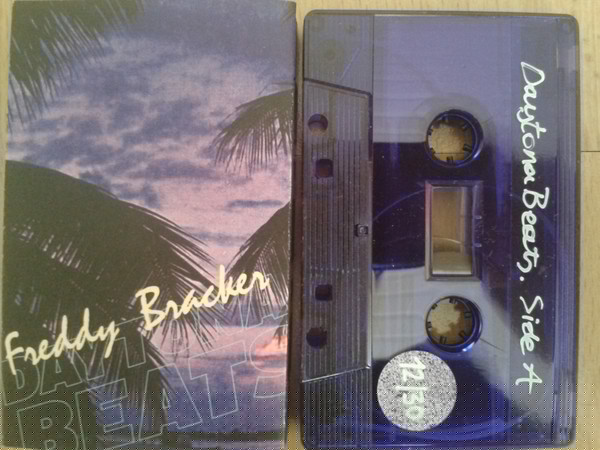 Freddy Bracker
DAYTONA
BEATS
Daytona Beats. Side A
12/30